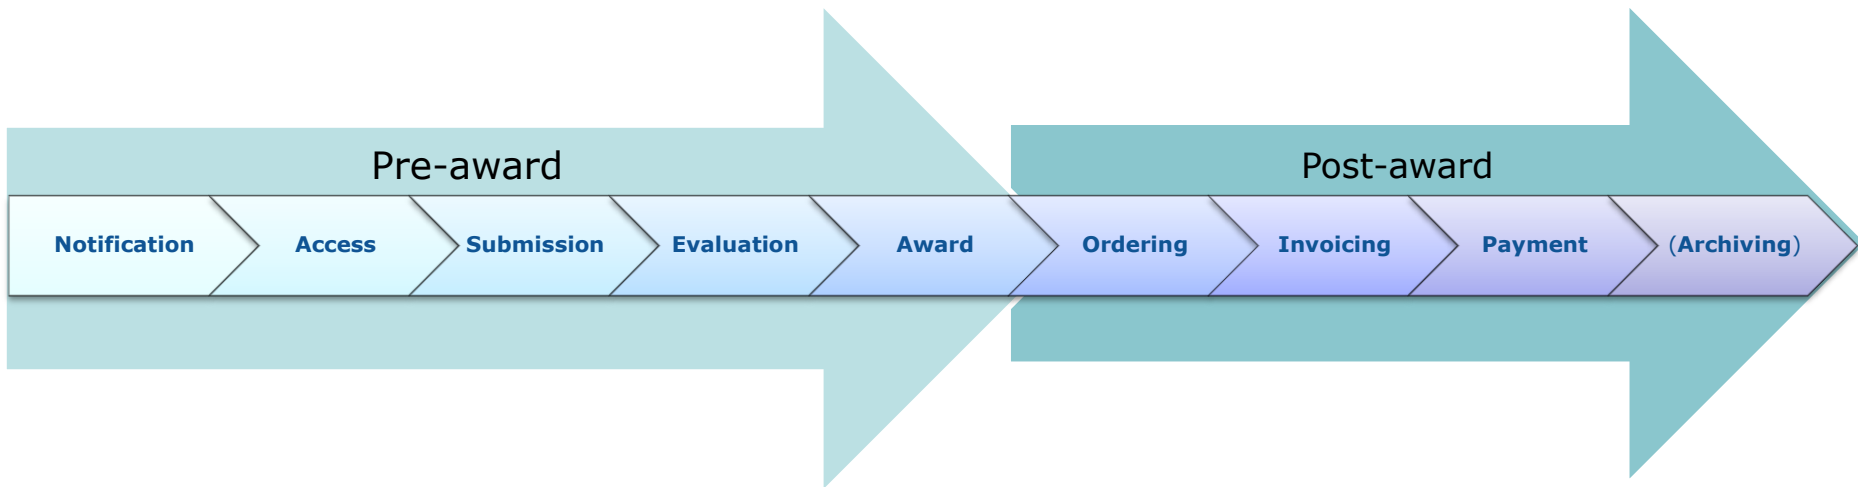 Pre-award
Post-award
Notification
Access
Submission
Evaluation
Award
Ordering
Invoicing
Payment
(Archiving)